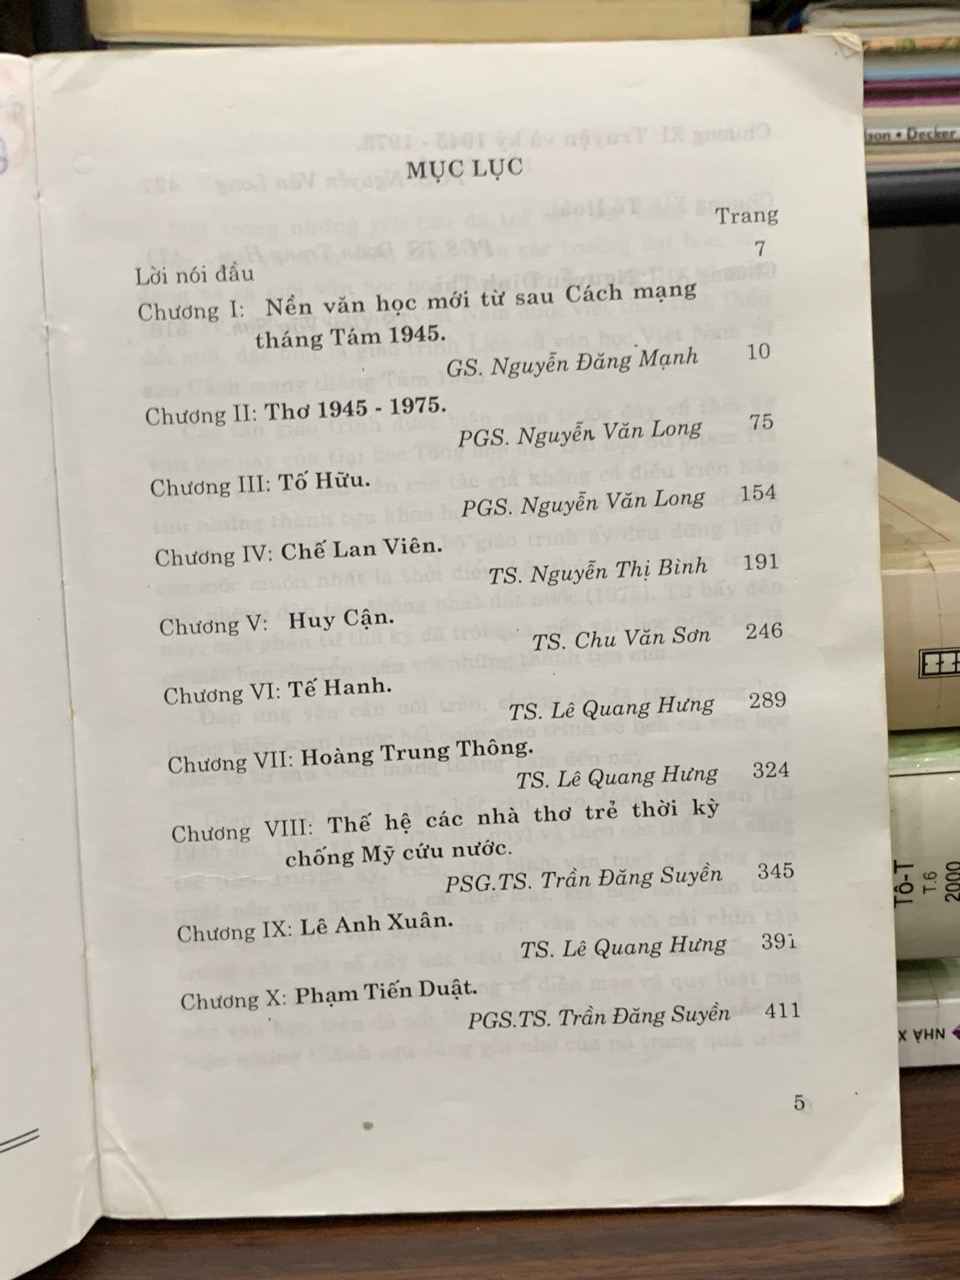 MỤC LỤC
Trang
Lời nói đầu 7
Chương I: Nền văn học mới từ sau Cách mạng
tháng Tám 1945.
GS. Nguyễn Đăng Mạnh 10
Chương II: Thơ 1945 - 1975.
PGS. Nguyễn Văn Long 75
Chương III: Tố Hữu.
PGS. Nguyễn Văn Long 154
Chương IV: Chế Lan Viên.
TS. Nguyễn Thị Bình 191
Chương V: Huy Cận.
TS. Chu Văn Sơn 246
Chương VI: Tế Hanh.
TS. Lê Quang Hưng 289
Chương VII: Hoàng Trung Thông.
TS. Lê Quang Hưng 324
Chương VIII: Thế hệ các nhà thơ trẻ thời kỳ
chống Mỹ cứu nước.
PSG.TS. Trần Đăng Suyền 345
Chương IX: Lê Anh Xuân.
TS. Lê Quang Hưng 391
Chương X: Phạm Tiến Duật.
PGS.TS. Trần Đăng Suyền 411
5
son • Decker
TÔ-T
T.6
2000
NHÀ X